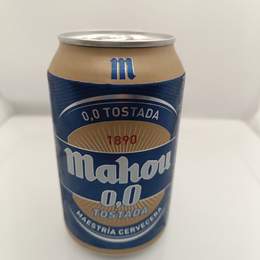 m
0,0 TOSTADA
1890
Mahou
0,0
TOSTADA
MAESTRÍA CERVECERA